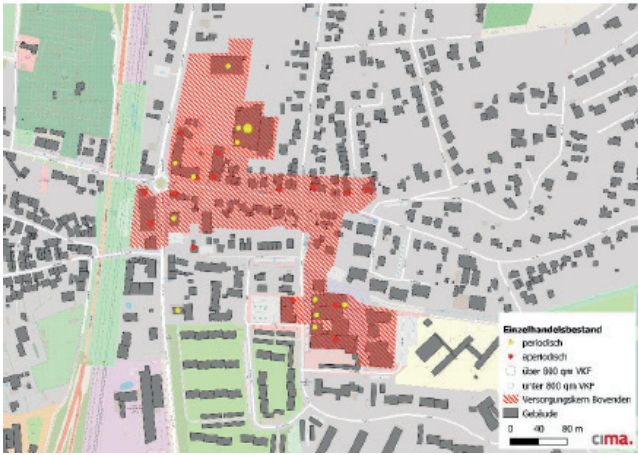 Einzelhandelsbestand
periodisch
aperiodisch
über 800 qm VKF
unter 800 qm VKF
Versorgungskern Bovenden
Gebäude
0 40 80 m
cima.